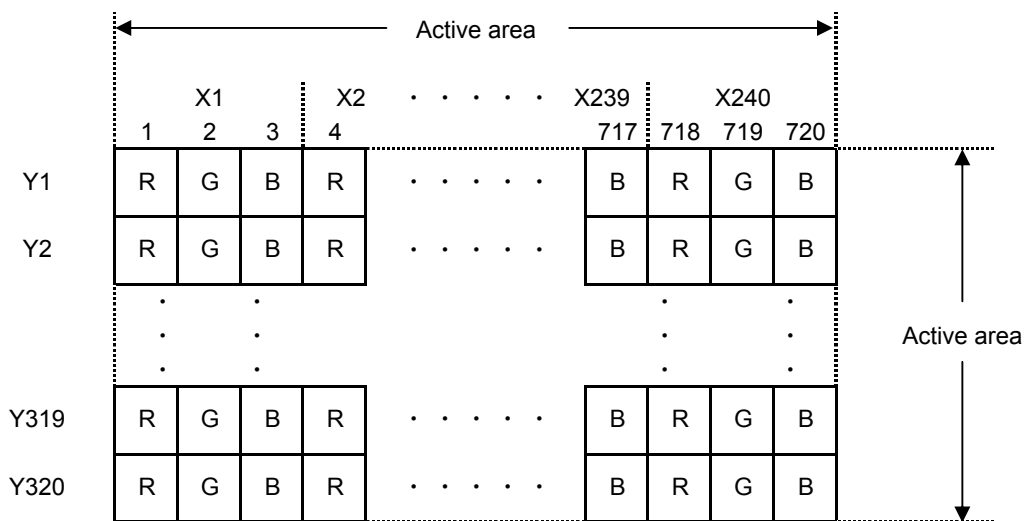 Active area
X1 X2 · · · · · X239 X240
1 2 3 4 717 718 719 720
Y1 R G B R · · · · · B R G B
Y2 R G B R · · · · · B R G B
· · · ·
· · · ·
Active area
· · · ·
Y319 R G B R · · · · · B R G B
Y320 R G B R · · · · · B R G B